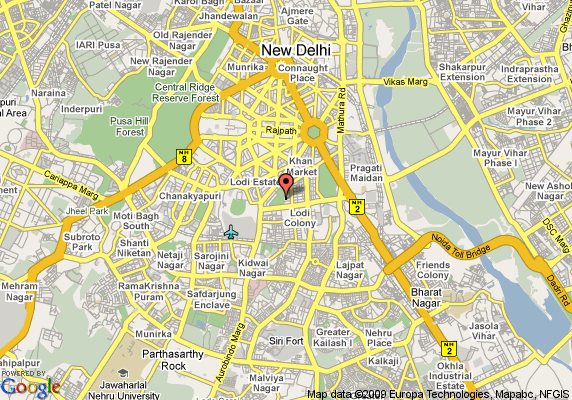 Patel Nagar
Karol Bagh
Bazaar
Ajmere
Gate
Jhandewalan
IARI Pusa
Old Rajender
Nagar
New Delhi
New Rajender
Nagar
Munrika
Connaught
Place
Shakarpur
Extension
Indraprastha
Extension
Vikas Marg
Naraina
Central Ridge
Reserve Forest
Inderpuri
Mathura Rd
Mayur Vihar
Phase 2
Pusa Hill
Forest
Rajpath
NH
8
Khan
Market
Pragati
Maidan
Mayur Vihar
Phase I
Cariappa Marg
Lodi Estate
Chanakyapuri
New Ashok
Nagar
Jheel Park
Moti Bagh
South
NH
2
Lodi
Colony
DSC Marg
Subroto
Park
Shanti
Niketan
Netaji
Nagar
Sarojini
Nagar
Kidwai
Nagar
Lajpat
Nagar
Noida Toll Bridge
Friends
Colony
Dadri Rd
Mehram
Nagar
RamaKrishna
Puram
Safdarjung
Enclave
Bharat
Nagar
Munirka
Aurobindo Marg
Greater
Kailash I
Nehru
Place
Jasola
Vihar
Siri Fort
NH
2
Parthasarthy
Rock
Kalkaji
Okhla
Industrial
Estate
POWERED BY
Google
Jawaharlal
Nehru University
Malviya
Nagar
Map data ©2009 Europa Technologies, Mapabc, NFGIS